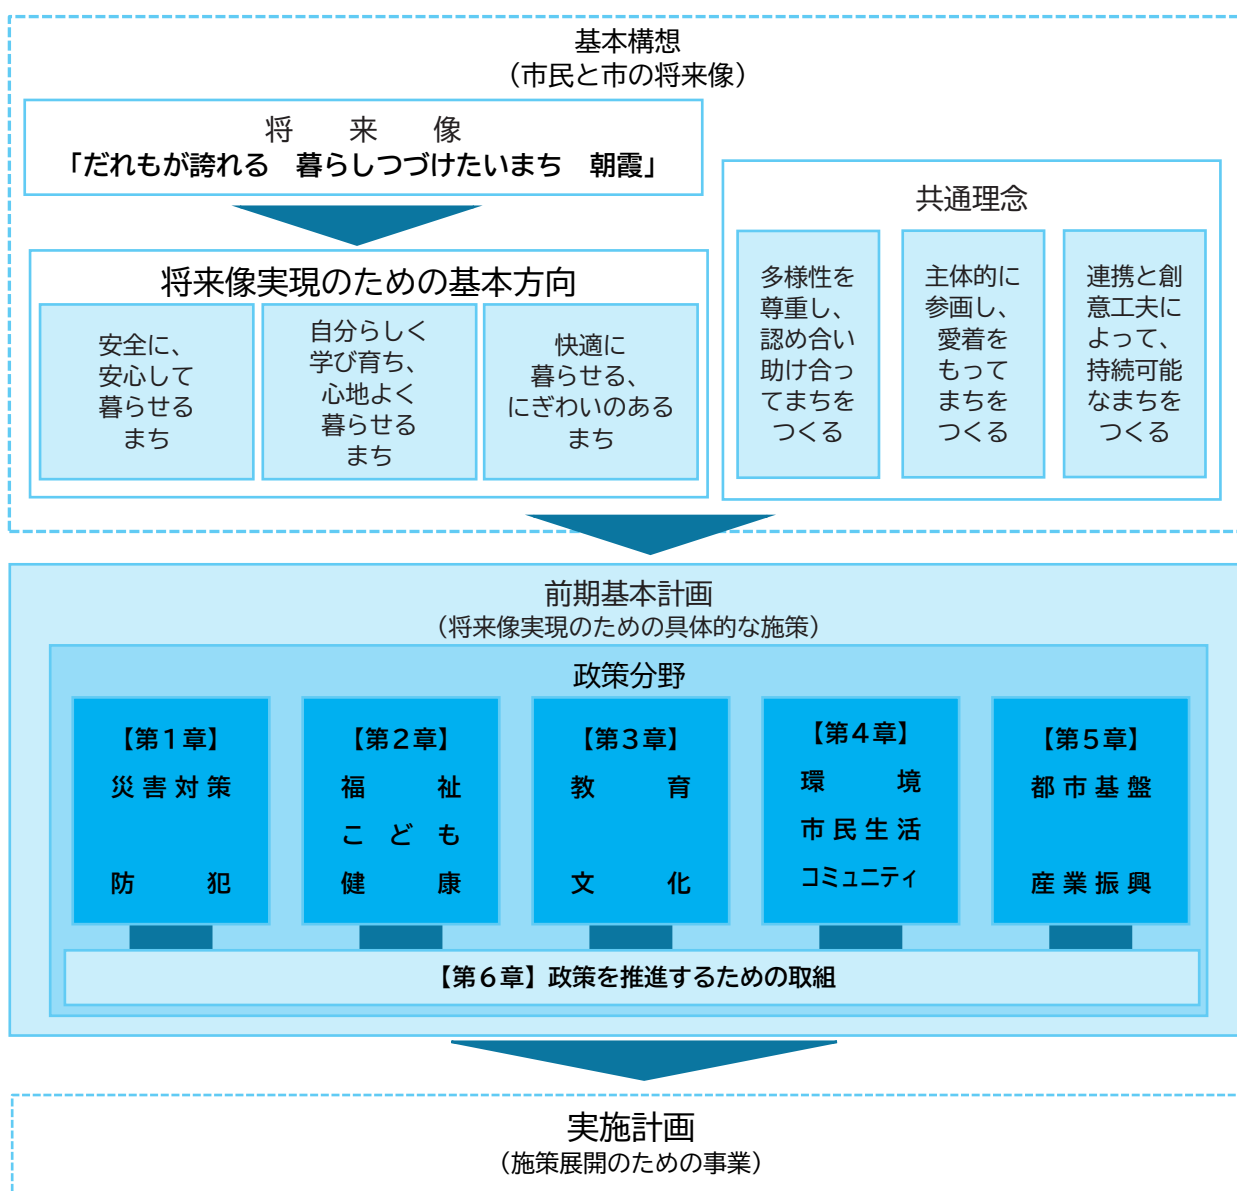 基本構想
（市民と市の将来像）
将　来　像
「だれもが誇れる　暮らしつづけたいまち　朝霞」
将来像実現のための基本方向
安全に、
安心して
暮らせる
まち
自分らしく
学び育ち、
心地よく
暮らせる
まち
快適に
暮らせる、
にぎわいのある
まち
共通理念
多様性を
尊重し、
認め合い
助け合っ
てまちを
つくる
主体的に
参画し、
愛着を
もって
まちを
つくる
連携と創
意工夫に
よって、
持続可能
なまちを
つくる
前期基本計画
（将来像実現のための具体的な施策）
政策分野
【第１章】
災害対策
防犯
【第２章】
福祉
こども
健康
【第３章】
教育
文化
【第４章】
環境
市民生活
コミュニティ
【第５章】
都市基盤
産業振興
【第６章】政策を推進するための取組
実施計画
（施策展開のための事業）